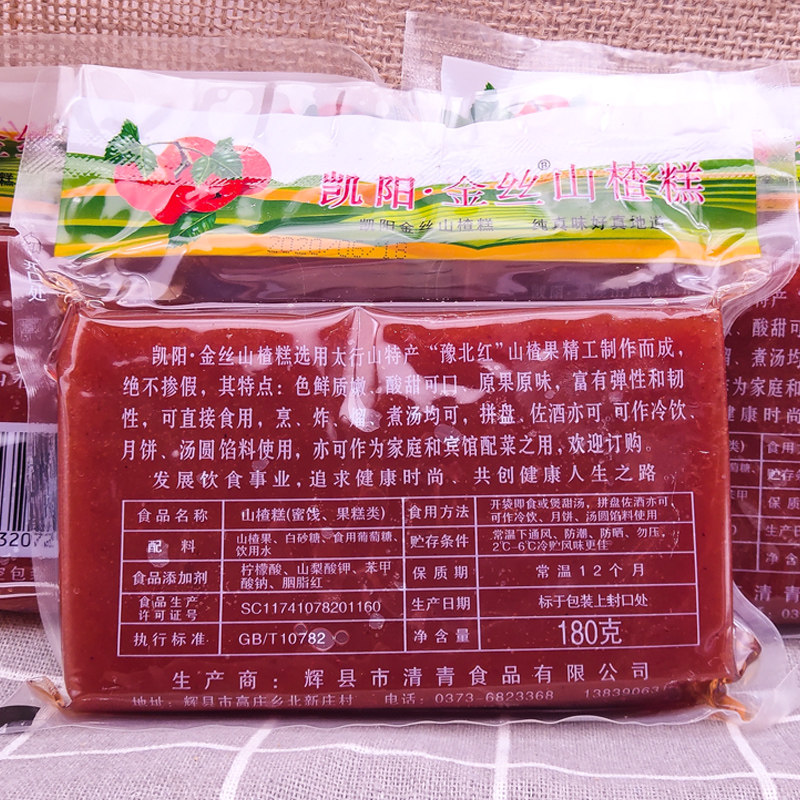 凯阳·金丝®山楂糕
凯阳金丝山楂糕 纯真味好真地道
2020/06/18
凯阳·金丝山楂糕选用太行山特产“豫北红”山楂果精工制作而成，
绝不掺假，其特点：色鲜质嫩、酸甜可口、原果原味，富有弹性和韧
性，可直接食用，烹、炸、溜、煮汤均可，拼盘、佐酒亦可 可作冷饮、
月饼、汤圆馅料使用，亦可作为家庭和宾馆配菜之用，欢迎订购。
发展饮食事业，追求健康时尚、共创健康人生之路
食品名称 山楂糕(蜜饯、果糕类) 食用方法 开袋即食或煲甜汤，拼盘佐酒亦可
可作冷饮、月饼、汤圆馅料使用
配料 山楂果、白砂糖、食用葡萄糖、
饮用水 贮存条件 常温下通风、防潮、防晒、勿压，
2℃-6℃冷贮风味更佳
食品添加剂 柠檬酸、山梨酸钾、苯甲
酸钠、胭脂红 保质期 常温12个月
食品生产
许可证号 SC11741078201160 生产日期 标于包装上封口处
执行标准 GB/T10782 净含量 180克
生产商：辉县市清青食品有限公司
地址：辉县市高庄乡北新庄村 电话：0373-6823368